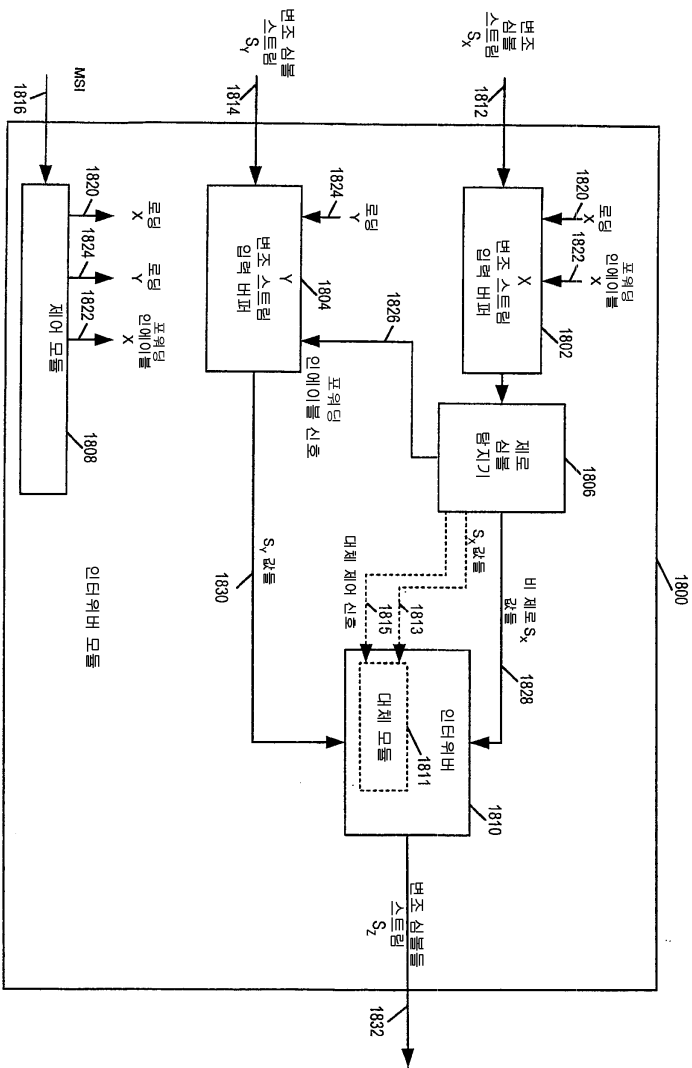 1800
변조
심볼
스트림
SX
1812
1820
로딩
X
1822
포워딩
인에이블
X
X
변조 스트림
입력 버퍼
1802
제로
심볼
탐지기
1806
비 제로 SX
값들
1828
SX 값들
1813
대체 제어 신호
1815
1826
포워딩
인에이블 신호
변조 심볼
스트림
SY
1814
1824
로딩
Y
Y
변조 스트림
입력 버퍼
1804
SY 값들
1830
인터위버
대체 모듈
1811
1810
변조 심볼들
스트림
SZ
1832
MSI
1816
1820
로딩
X
1824
로딩
Y
1822
포워딩
인에이블
X
제어 모듈
1808
인터위버 모듈